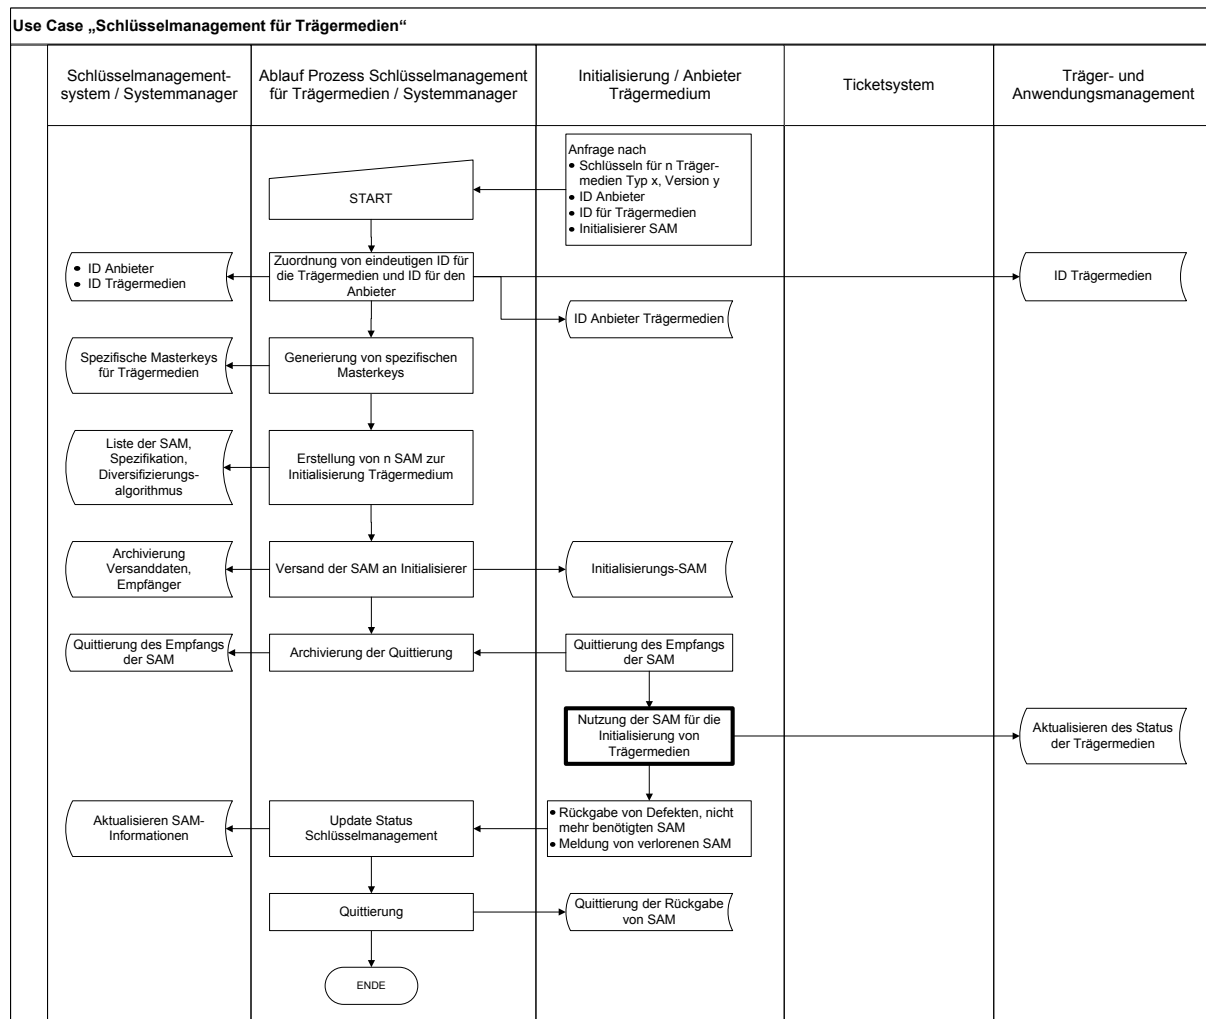 Use Case „Schlüsselmanagement für Trägermedien“
Schlüsselmanagement-
system / Systemmanager
Ablauf Prozess Schlüsselmanagement
für Trägermedien / Systemmanager
Initialisierung / Anbieter
Trägermedium
Ticketsystem
Träger- und
Anwendungsmanagement
Anfrage nach
• Schlüsseln für n Träger-
medien Typ x, Version y
• ID Anbieter
• ID für Trägermedien
• Initialisierer SAM
START
• ID Anbieter
• ID Trägermedien
Zuordnung von eindeutigen ID für
die Trägermedien und ID für den
Anbieter
ID Trägermedien
ID Anbieter Trägermedien
Spezifische Masterkeys
für Trägermedien
Generierung von spezifischen
Masterkeys
Liste der SAM,
Spezifikation,
Diversifizierungs-
algorithmus
Erstellung von n SAM zur
Initialisierung Trägermedium
Archivierung
Versanddaten,
Empfänger
Versand der SAM an Initialisierer
Initialisierungs-SAM
Quittierung des Empfangs
der SAM
Archivierung der Quittierung
Quittierung des Empfangs
der SAM
Nutzung der SAM für die
Initialisierung von
Trägermedien
Aktualisieren des Status
der Trägermedien
Aktualisieren SAM-
Informationen
Update Status
Schlüsselmanagement
• Rückgabe von Defekten, nicht
mehr benötigten SAM
• Meldung von verlorenen SAM
Quittierung
Quittierung der Rückgabe
von SAM
ENDE